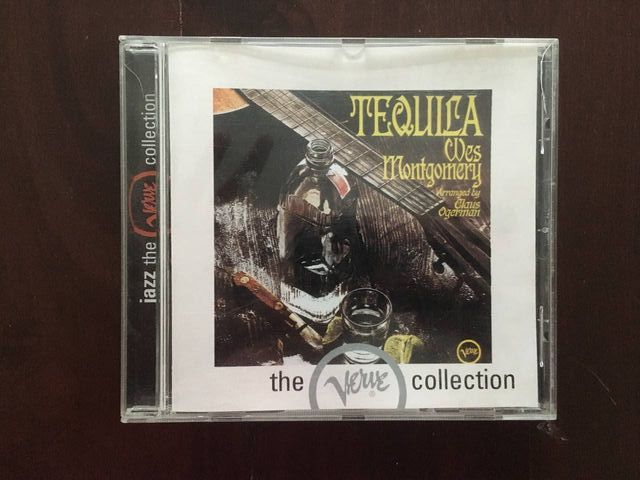 jazz the Verve collection
TEQUILA
Wes
Montgomery
Arranged by
Claus
Ogerman
Verve
the Verve® collection